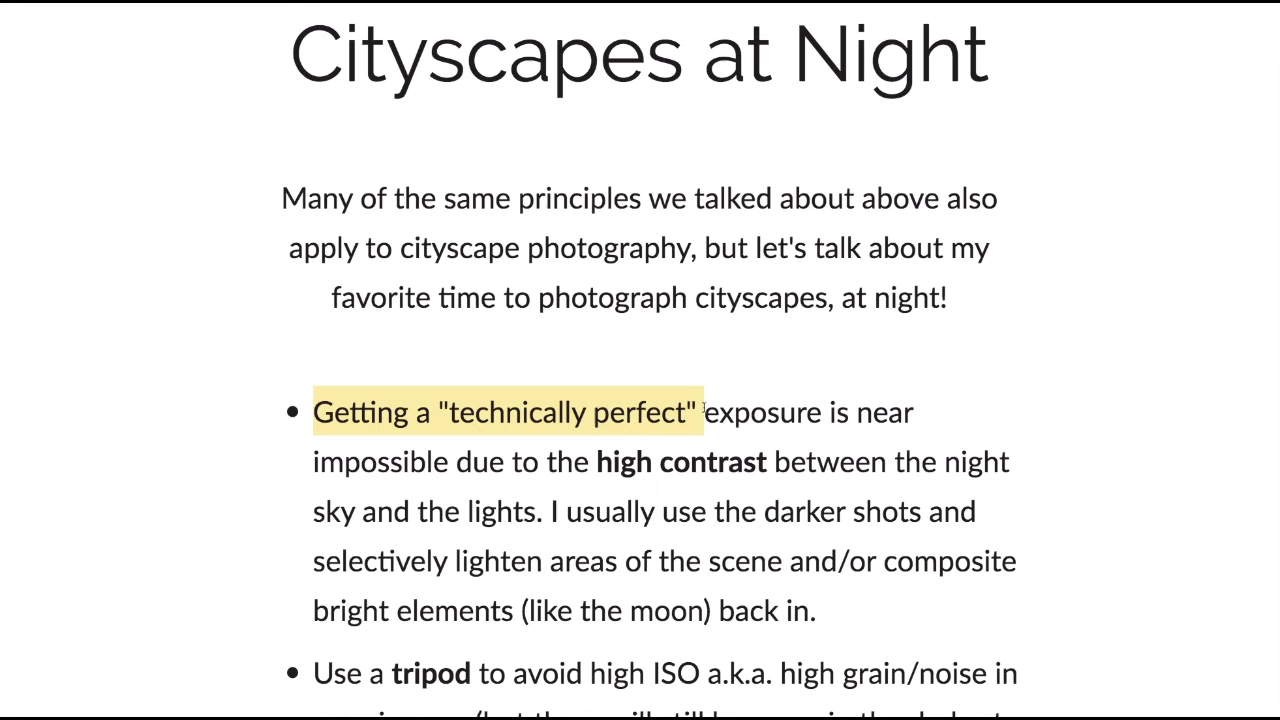 Cityscapes at Night
Many of the same principles we talked about above also
apply to cityscape photography, but let's talk about my
favorite time to photograph cityscapes, at night!
• Getting a "technically perfect" exposure is near
impossible due to the high contrast between the night
sky and the lights. I usually use the darker shots and
selectively lighten areas of the scene and/or composite
bright elements (like the moon) back in.
• Use a tripod to avoid high ISO a.k.a. high grain/noise in